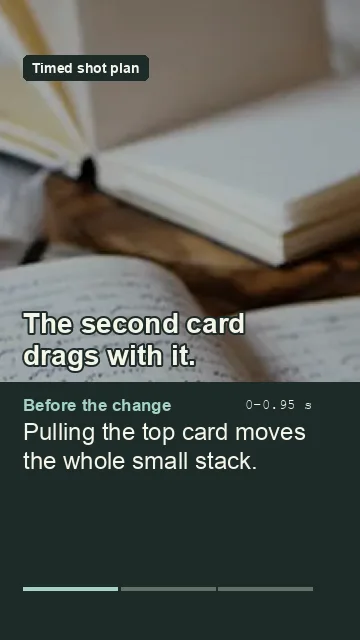 Timed shot plan
The second card
drags with it.
Before the change
0–0.95 s
Pulling the top card moves
the whole small stack.